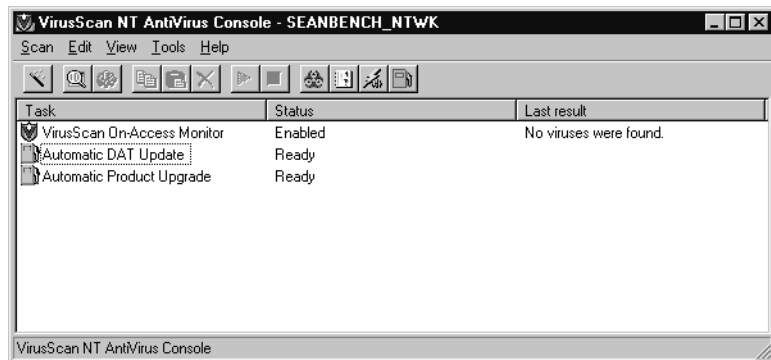 VirusScan NT AntiVirus Console - SEANBENCH_NTWK
Scan Edit View Tools Help
Task Status Last result
VirusScan On-Access Monitor Enabled No viruses were found.
Automatic DAT Update Ready
Automatic Product Upgrade Ready
VirusScan NT AntiVirus Console